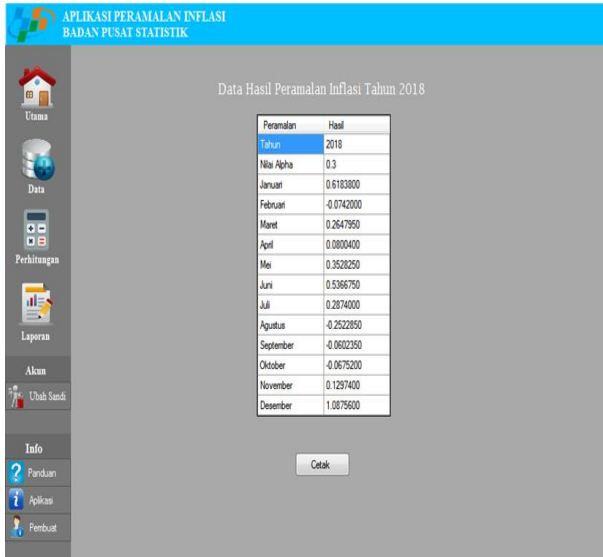 APLIKASI PERAMALAN INFLASI
BADAN PUSAT STATISTIK
Utama
Data
Perhitungan
Laporan
Akun
Ubah Sandi
Info
Panduan
Aplikasi
Pembuat
Data Hasil Peramalan Inflasi Tahun 2018
Peramalan Hasil
Tahun 2018
Nilai Alpha 0.3
Januari 0.6183800
Februari -0.0742000
Maret 0.2647950
April 0.0800400
Mei 0.3528250
Juni 0.5366750
Juli 0.2874000
Agustus -0.2522850
September -0.0602350
Oktober -0.0675200
November 0.1297400
Desember 1.0875600
Cetak